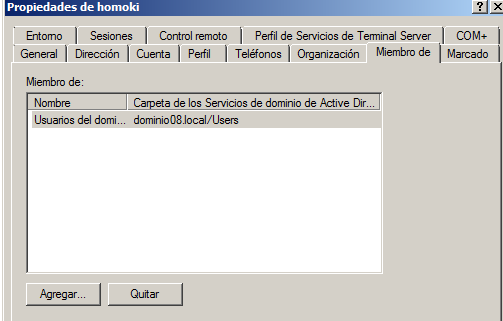 Propiedades de homoki
Entorno Sesiones Control remoto Perfil de Servicios de Terminal Server COM+
General Dirección Cuenta Perfil Teléfonos Organización Miembro de Marcado
Miembro de:
Nombre Carpeta de los Servicios de dominio de Active Dir...
Usuarios del domi... dominio08.local/Users
Agregar... Quitar